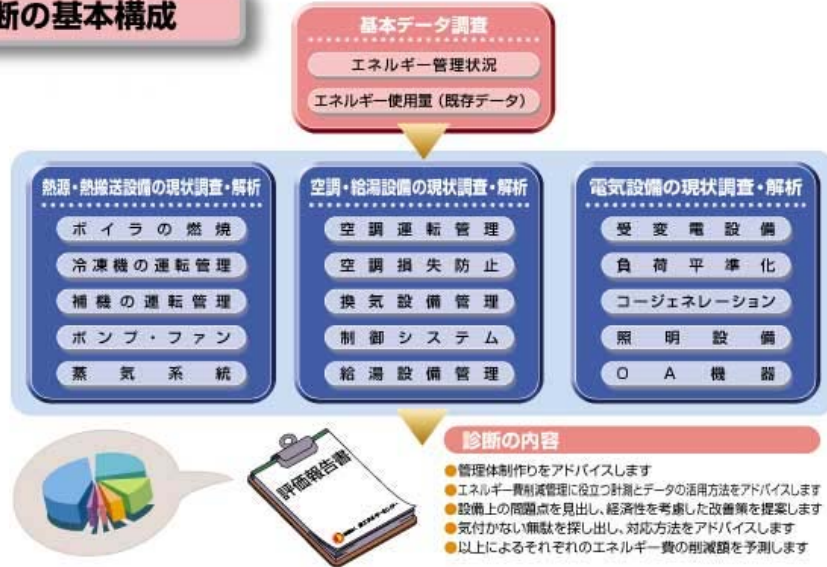 断の基本構成
基本データ調査
エネルギー管理状況
エネルギー使用量(既存データ)
熱源・熱搬送設備の現状調査・解析
ボイラの燃焼
冷凍機の運転管理
補機の運転管理
ポンプ・ファン
蒸気系統
空調・給湯設備の現状調査・解析
空調運転管理
空調損失防止
換気設備管理
制御システム
給湯設備管理
電気設備の現状調査・解析
受変電設備
負荷平準化
コージェネレーション
照明設備
OA機器
評価報告書
診断の内容
●管理体制作りをアドバイスします
●エネルギー費削減管理に役立つ計測とデータの活用方法をアドバイスします
●設備上の問題点を見出し、経済性を考慮した改善策を提案します
●気付かない無駄を探し出し、対応方法をアドバイスします
●以上によるそれぞれのエネルギー費の削減額を予測します